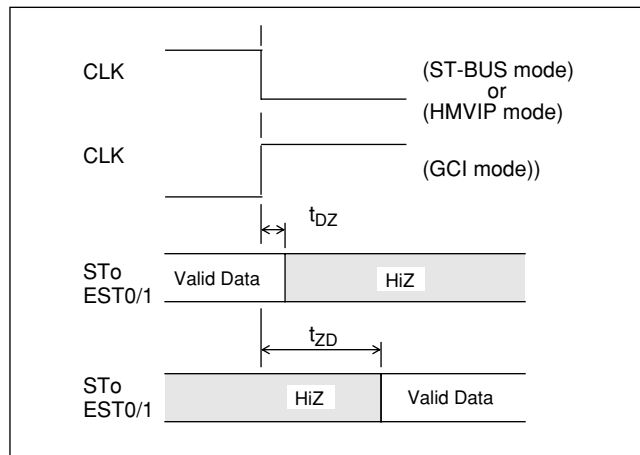 CLK
(ST-BUS mode)
or
(HMVIP mode)
CLK
(GCI mode))
tDZ
STo
EST0/1
Valid Data
HiZ
tZD
STo
EST0/1
HiZ
Valid Data